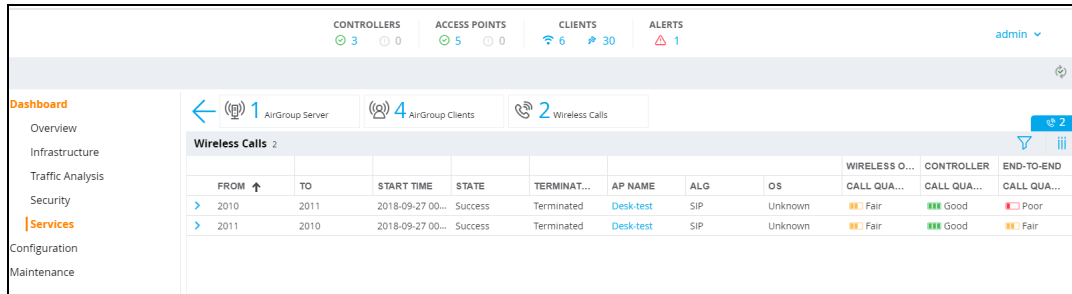 CONTROLLERS ACCESS POINTS CLIENTS ALERTS
3 0 5 0 6 30 1
admin
Dashboard
Overview
Infrastructure
Traffic Analysis
Security
Services
Configuration
Maintenance
1 AirGroup Server 4 AirGroup Clients 2 Wireless Calls
2
Wireless Calls 2
WIRELESS O... CONTROLLER END-TO-END
FROM TO START TIME STATE TERMINAT... AP NAME ALG OS CALL QUA... CALL QUA... CALL QUA...
2010 2011 2018-09-27 00... Success Terminated Desk-test SIP Unknown Fair Good Poor
2011 2010 2018-09-27 00... Success Terminated Desk-test SIP Unknown Fair Good Fair